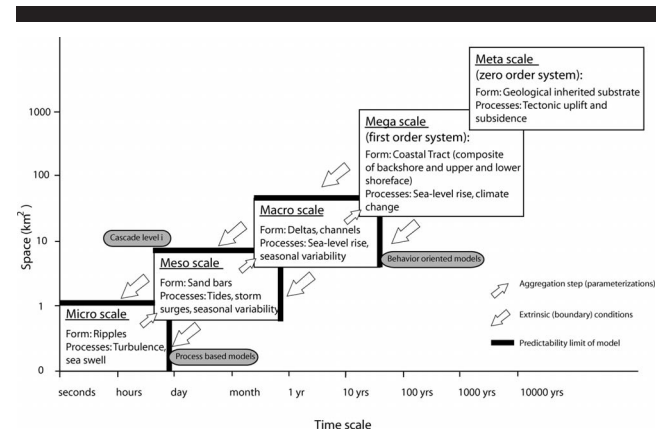 Meta scale
(zero order system):
Form: Geological inherited substrate
Processes: Tectonic uplift and
subsidence
Mega scale
(first order system):
Form: Coastal Tract (composite
of backshore and upper and lower
shoreface)
Processes: Sea-level rise, climate
change
Macro scale
Form: Deltas, channels
Processes: Sea-level rise,
seasonal variability
Cascade level i
Behavior oriented models
Meso scale
Form: Sand bars
Processes: Tides, storm
surges, seasonal variability
Micro scale
Form: Ripples
Processes: Turbulence,
sea swell
Process based models
Aggregation step (parameterizations)
Extrinsic (boundary) conditions
Predictability limit of model
Space (km²)
1000
100
10
1
0
seconds hours day month 1 yr 10 yrs 100 yrs 1000 yrs 10000 yrs
Time scale